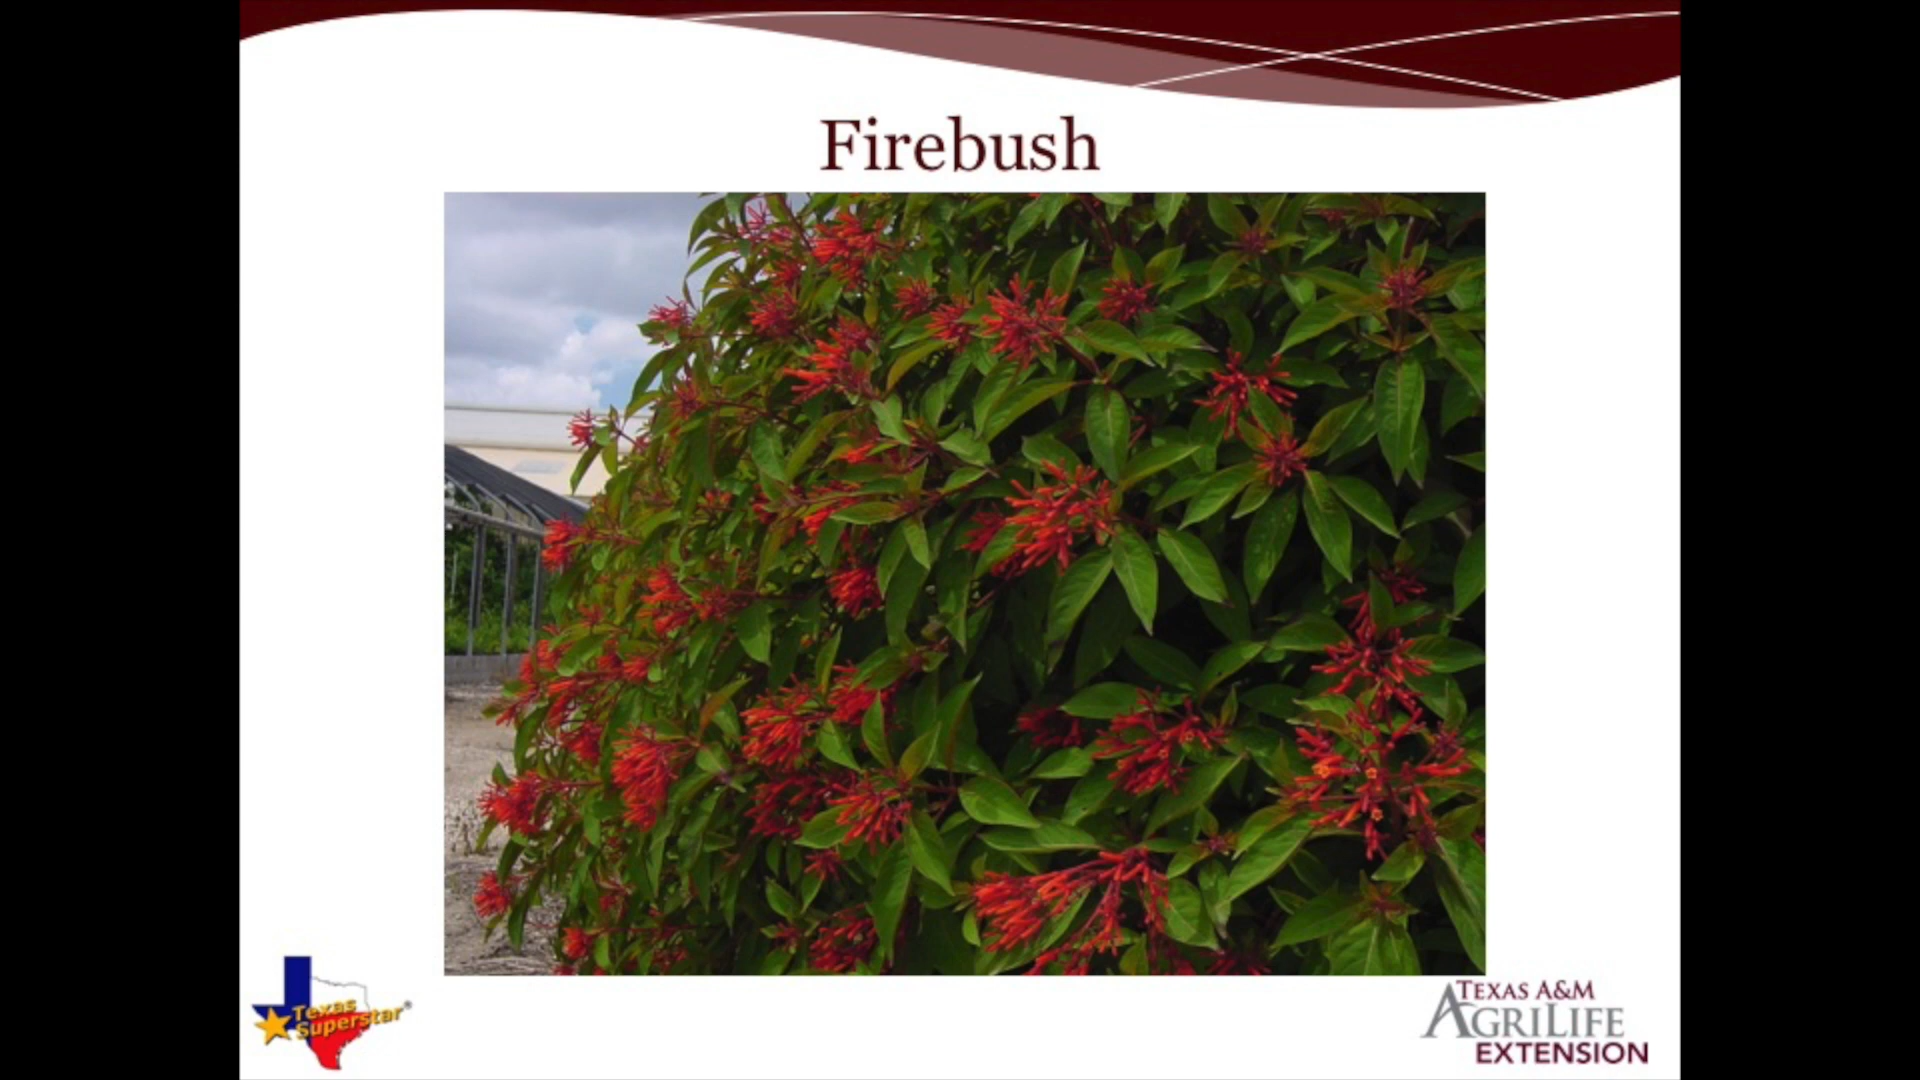 Firebush
Texas
Superstar®
TEXAS A&M
AGRILIFE
EXTENSION